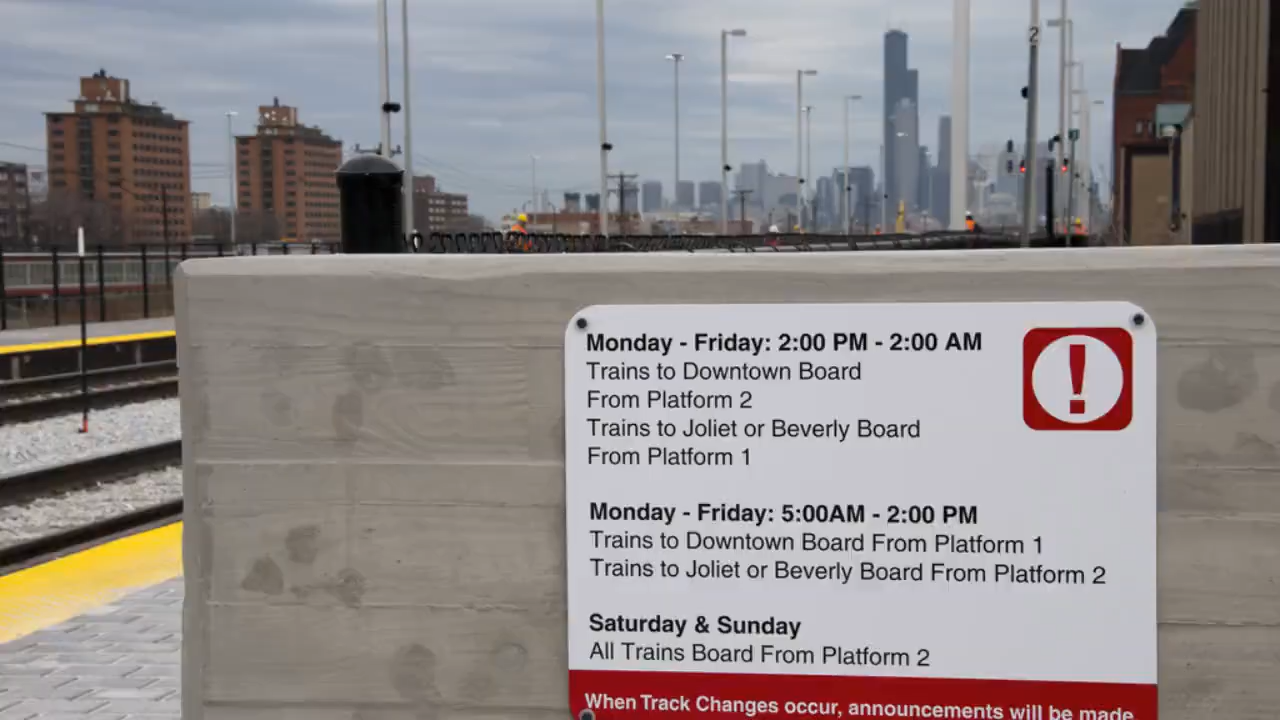 2
Monday - Friday: 2:00 PM - 2:00 AM
Trains to Downtown Board
From Platform 2
Trains to Joliet or Beverly Board
From Platform 1
!
Monday - Friday: 5:00AM - 2:00 PM
Trains to Downtown Board From Platform 1
Trains to Joliet or Beverly Board From Platform 2
Saturday & Sunday
All Trains Board From Platform 2
When Track Changes occur, announcements will be made